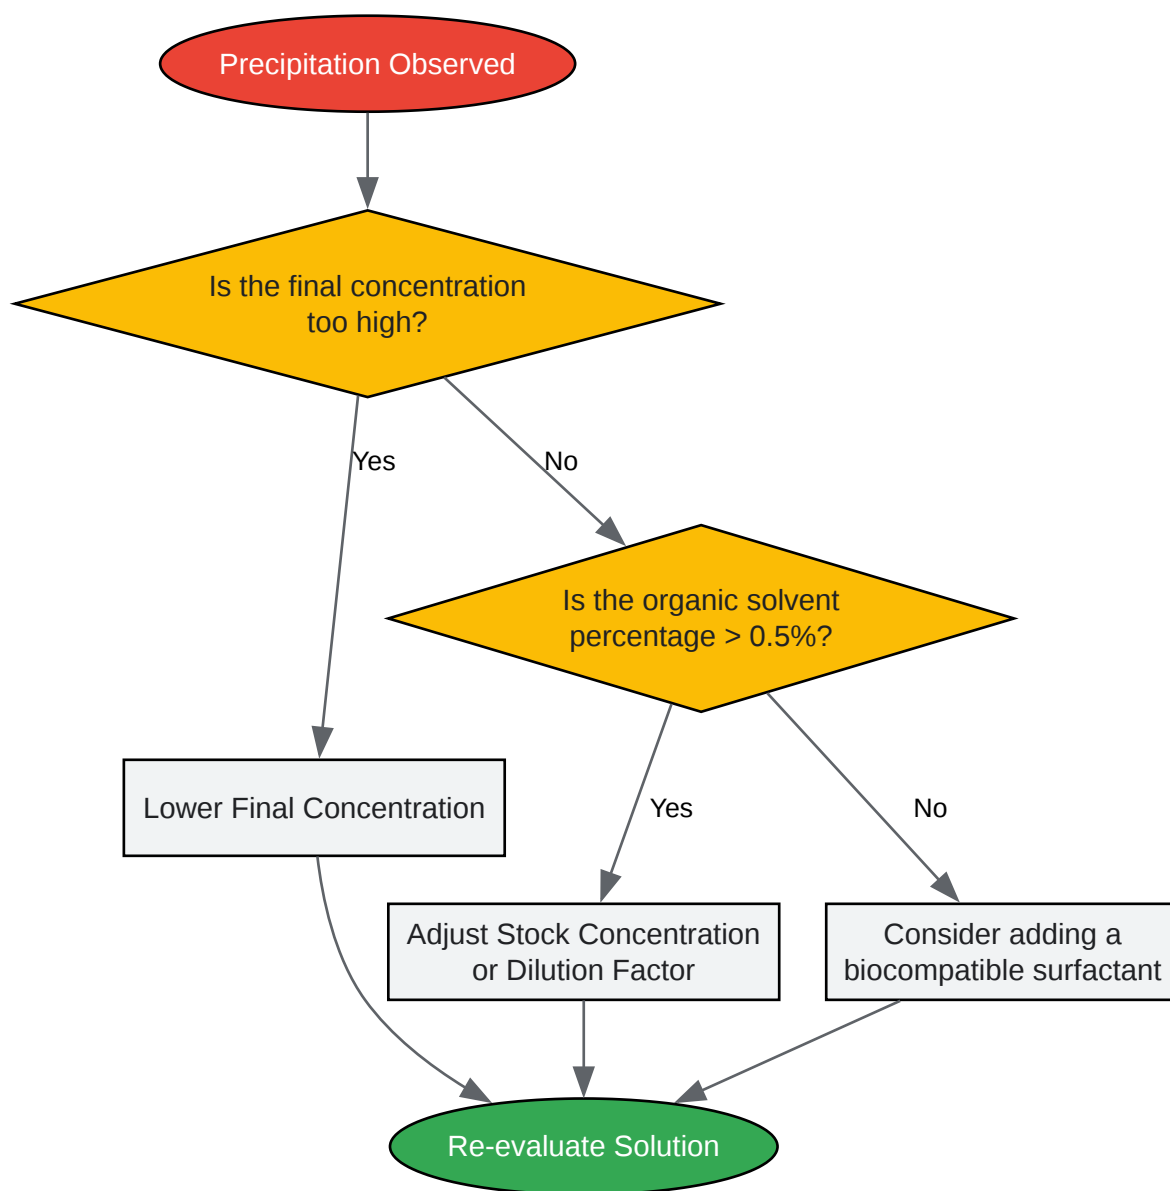 Precipitation Observed
Is the final concentration
too high?
Yes
No
Is the organic solvent
percentage > 0.5%?
Lower Final Concentration
Yes
No
Adjust Stock Concentration
or Dilution Factor
Consider adding a
biocompatible surfactant
Re-evaluate Solution